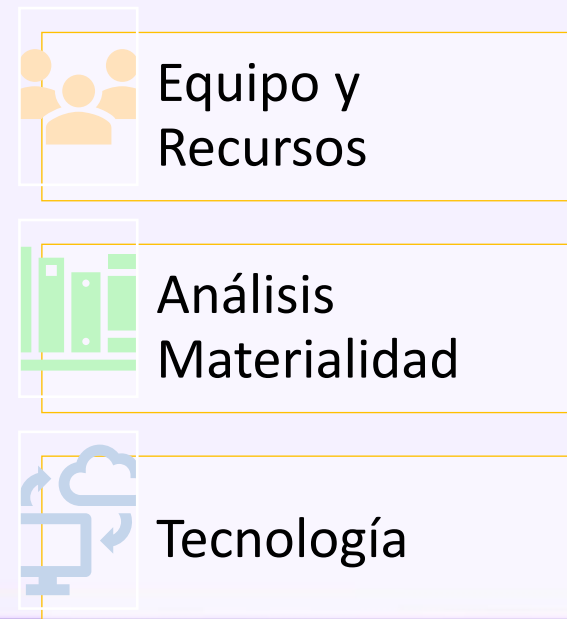 Equipo y
Recursos
Análisis
Materialidad
Tecnología